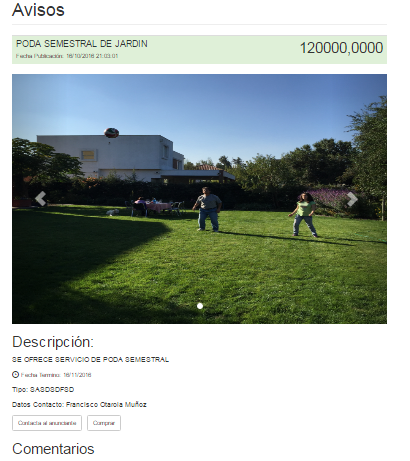 Avisos
PODA SEMESTRAL DE JARDIN
120000,0000
Fecha Publicación: 16/10/2016 21:03:01
Descripción:
SE OFRECE SERVICIO DE PODA SEMESTRAL
Fecha Termino: 16/11/2016
Tipo: SASDSDFSD
Datos Contacto: Francisco Otarola Muñoz
Contacta al anunciante Comprar
Comentarios